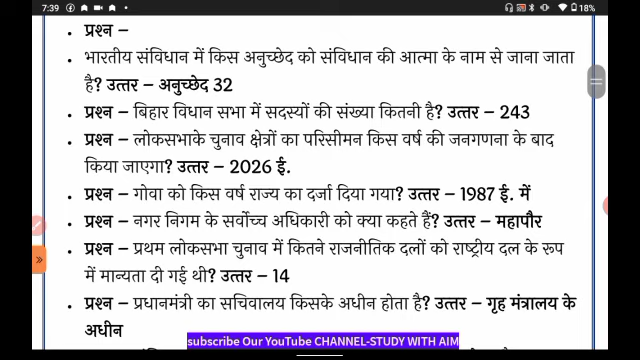 7:39
18%
• प्रश्न –
• भारतीय संविधान में किस अनुच्छेद को संविधान की आत्मा के नाम से जाना जाता
है? उत्तर – अनुच्छेद 32
• प्रश्न – बिहार विधान सभा में सदस्यों की संख्या कितनी है? उत्तर – 243
• प्रश्न – लोकसभाके चुनाव क्षेत्रों का परिसीमन किस वर्ष की जनगणना के बाद
किया जाएगा? उत्तर – 2026 ई.
• प्रश्न – गोवा को किस वर्ष राज्य का दर्जा दिया गया? उत्तर – 1987 ई. में
• प्रश्न – नगर निगम के सर्वोच्च अधिकारी को क्या कहते हैं? उत्तर – महापौर
• प्रश्न – प्रथम लोकसभा चुनाव में कितने राजनीतिक दलों को राष्ट्रीय दल के रूप
में मान्यता दी गई थी? उत्तर – 14
• प्रश्न – प्रधानमंत्री का सचिवालय किसके अधीन होता है? उत्तर – गृह मंत्रालय के
अधीन
subscribe Our YouTube CHANNEL-STUDY WITH AIM